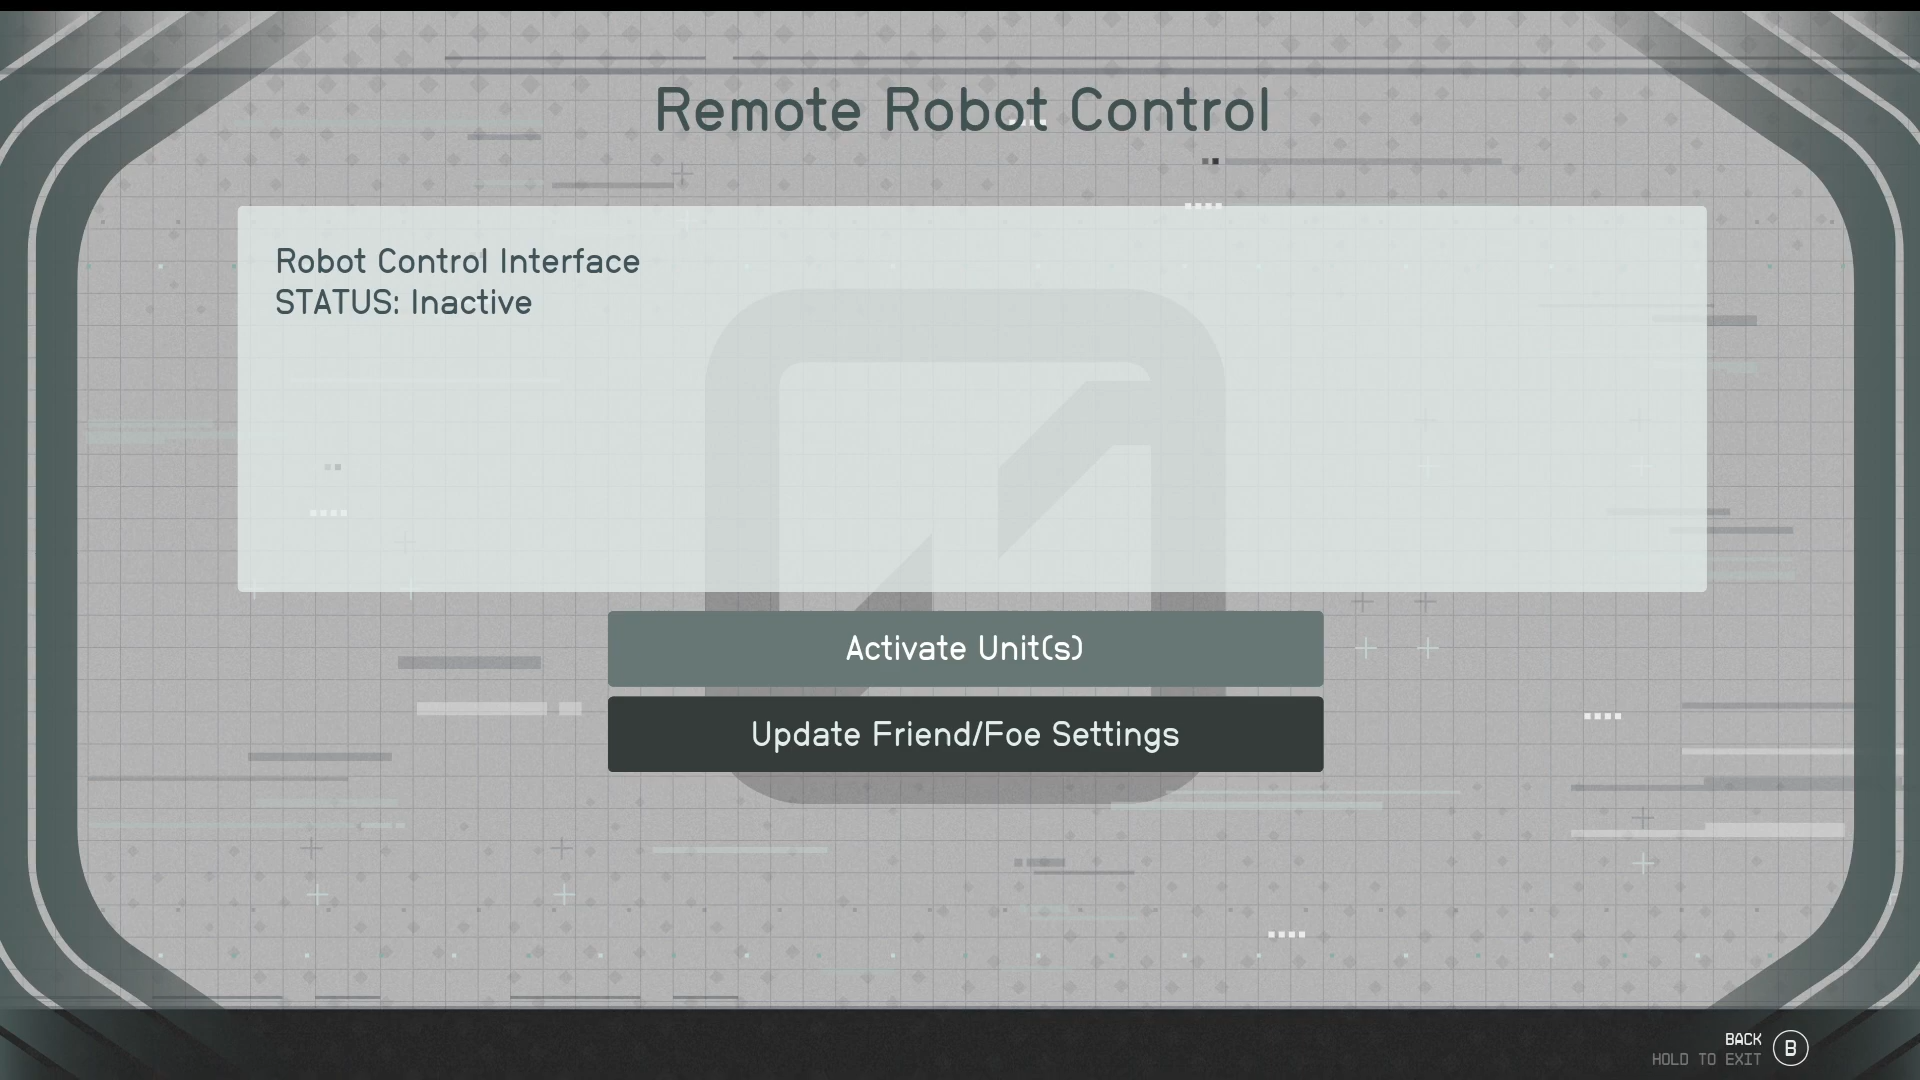 Remote Robot Control
Robot Control Interface
STATUS: Inactive
Activate Unit(s)
Update Friend/Foe Settings
BACK
HOLD TO EXIT
B